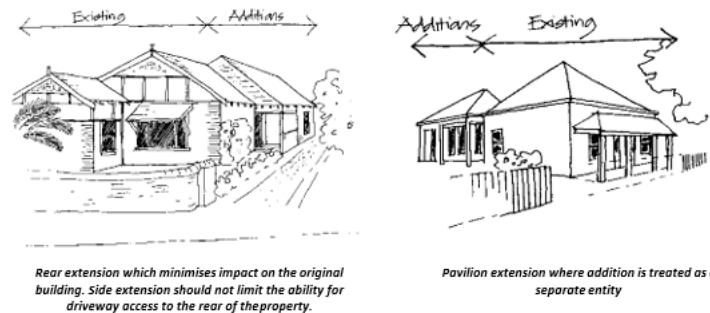 Existing Additions
Additions Existing
Rear extension which minimises impact on the original
building. Side extension should not limit the ability for
driveway access to the rear of theproperty.
Pavilion extension where addition is treated as
separate entity